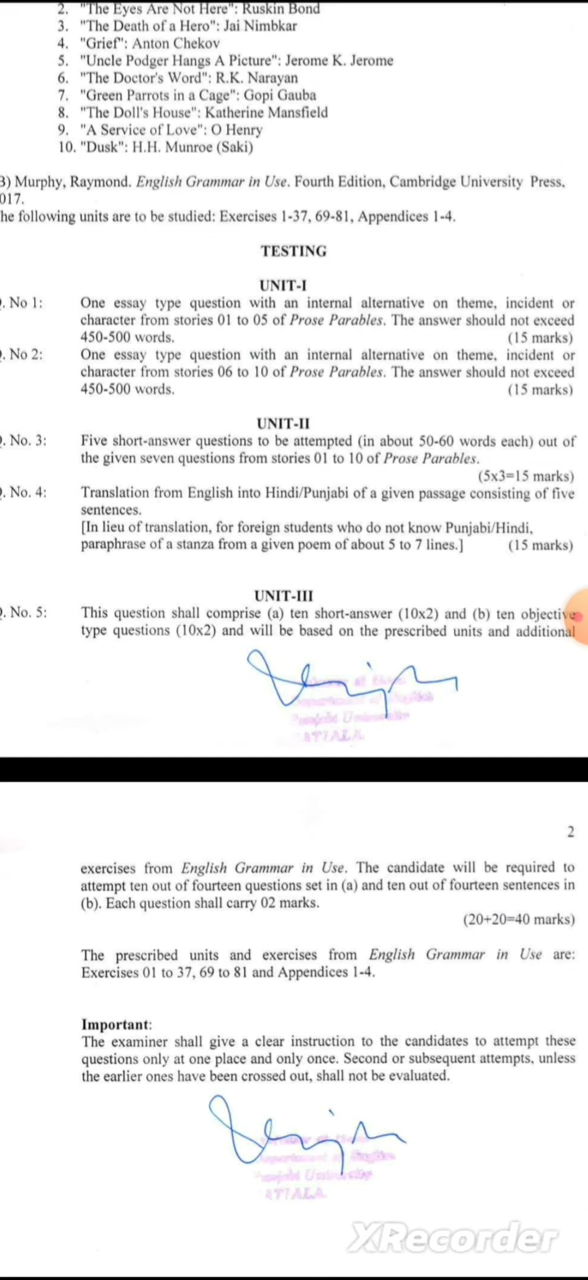 2. "The Eyes Are Not Here": Ruskin Bond
3. "The Death of a Hero": Jai Nimbkar
4. "Grief": Anton Chekov
5. "Uncle Podger Hangs A Picture": Jerome K. Jerome
6. "The Doctor's Word": R.K. Narayan
7. "Green Parrots in a Cage": Gopi Gauba
8. "The Doll's House": Katherine Mansfield
9. "A Service of Love": O Henry
10. "Dusk": H.H. Munroe (Saki)
3) Murphy, Raymond. English Grammar in Use. Fourth Edition, Cambridge University Press,
017.
he following units are to be studied: Exercises 1-37, 69-81, Appendices 1-4.
TESTING
UNIT-I
. No 1: One essay type question with an internal alternative on theme, incident or
character from stories 01 to 05 of Prose Parables. The answer should not exceed
450-500 words. (15 marks)
. No 2: One essay type question with an internal alternative on theme, incident or
character from stories 06 to 10 of Prose Parables. The answer should not exceed
450-500 words. (15 marks)
UNIT-II
. No. 3: Five short-answer questions to be attempted (in about 50-60 words each) out of
the given seven questions from stories 01 to 10 of Prose Parables.
(5x3=15 marks)
. No. 4: Translation from English into Hindi/Punjabi of a given passage consisting of five
sentences.
[In lieu of translation, for foreign students who do not know Punjabi/Hindi,
paraphrase of a stanza from a given poem of about 5 to 7 lines.] (15 marks)
UNIT-III
. No. 5: This question shall comprise (a) ten short-answer (10x2) and (b) ten objective
type questions (10x2) and will be based on the prescribed units and additional
ATIALA
2
exercises from English Grammar in Use. The candidate will be required to
attempt ten out of fourteen questions set in (a) and ten out of fourteen sentences in
(b). Each question shall carry 02 marks.
(20+20=40 marks)
The prescribed units and exercises from English Grammar in Use are:
Exercises 01 to 37, 69 to 81 and Appendices 1-4.
Important:
The examiner shall give a clear instruction to the candidates to attempt these
questions only at one place and only once. Second or subsequent attempts, unless
the earlier ones have been crossed out, shall not be evaluated.
ATIALA
XRecorder